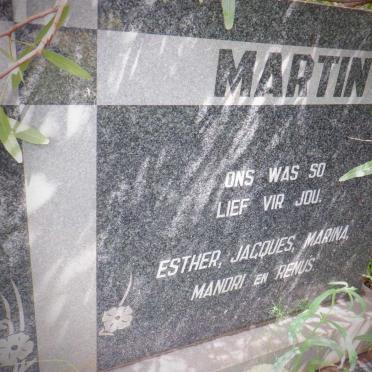 MARTIN
ONS WAS SO
LIEF VIR JOU.
ESTHER, JACQUES, MARINA,
MANDRI EN RENUS